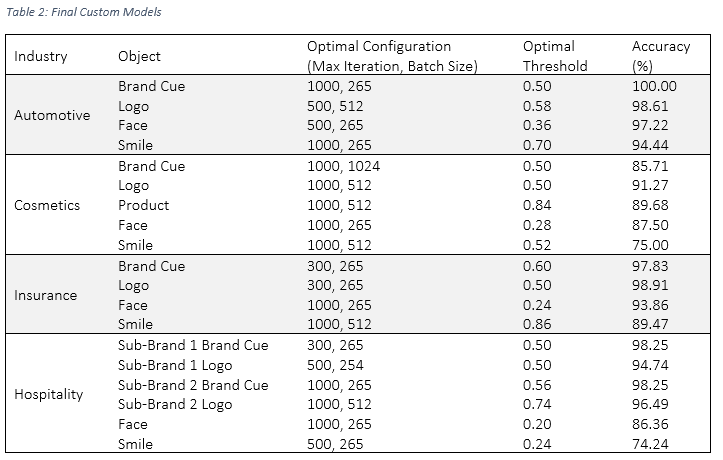 Table 2: Final Custom Models
Industry Object Optimal Configuration (Max Iteration, Batch Size) Optimal Threshold Accuracy (%)
Automotive Brand Cue 1000, 265 0.50 100.00
Logo 500, 512 0.58 98.61
Face 500, 265 0.36 97.22
Smile 1000, 265 0.70 94.44
Cosmetics Brand Cue 1000, 1024 0.50 85.71
Logo 1000, 512 0.50 91.27
Product 1000, 512 0.84 89.68
Face 1000, 265 0.28 87.50
Smile 1000, 512 0.52 75.00
Insurance Brand Cue 300, 265 0.60 97.83
Logo 300, 265 0.50 98.91
Face 1000, 265 0.24 93.86
Smile 1000, 512 0.86 89.47
Hospitality Sub-Brand 1 Brand Cue 300, 265 0.50 98.25
Sub-Brand 1 Logo 500, 254 0.50 94.74
Sub-Brand 2 Brand Cue 1000, 265 0.56 98.25
Sub-Brand 2 Logo 1000, 512 0.74 96.49
Face 1000, 265 0.20 86.36
Smile 500, 265 0.24 74.24